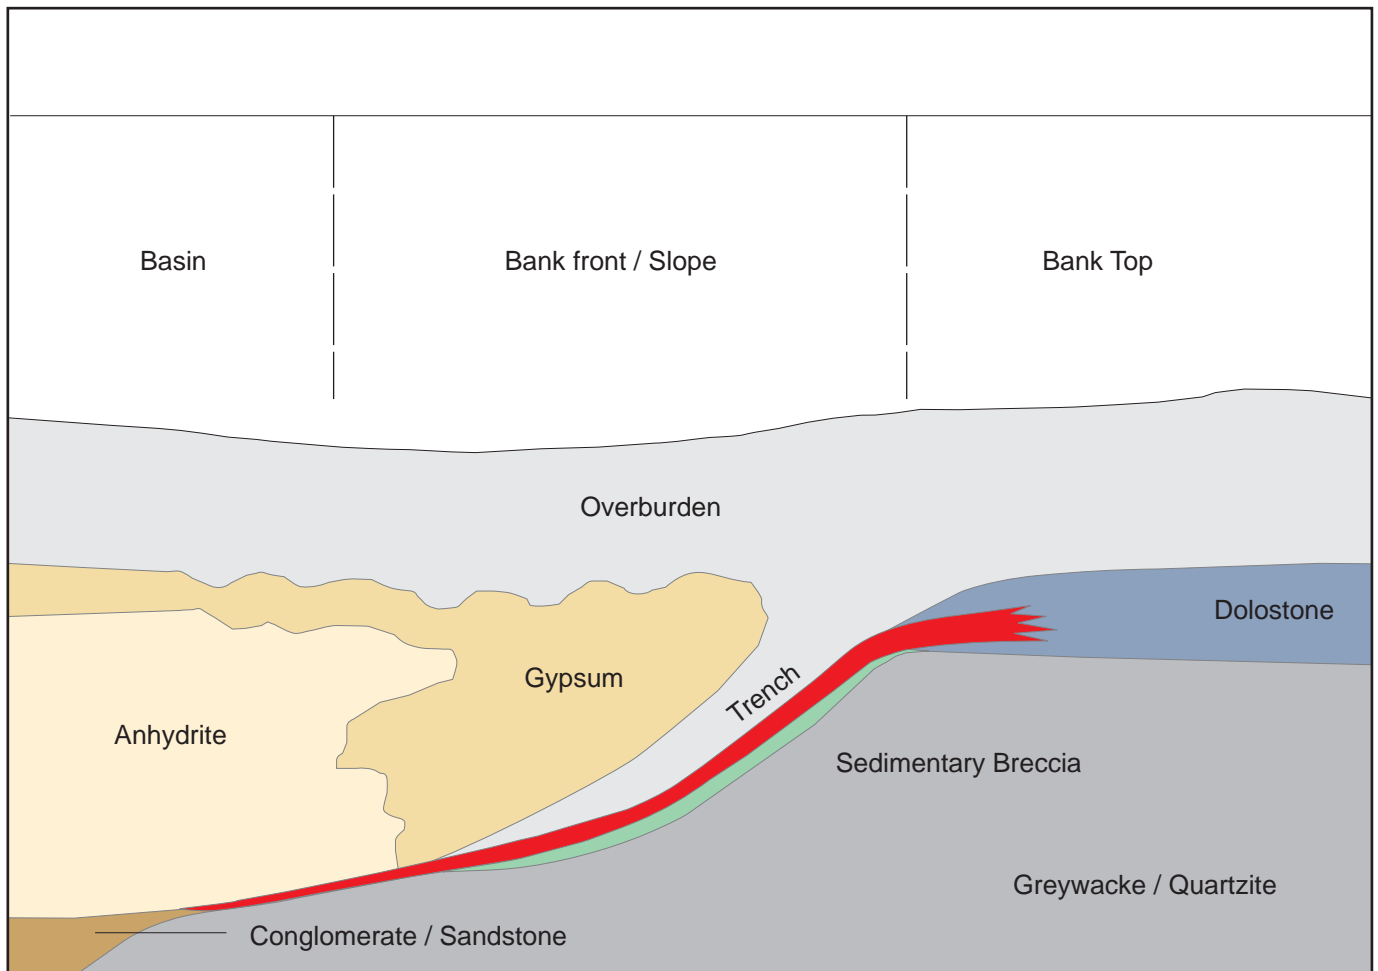 Basin
Bank front / Slope
Bank Top
Overburden
Dolostone
Gypsum
Trench
Anhydrite
Sedimentary Breccia
Greywacke / Quartzite
Conglomerate / Sandstone